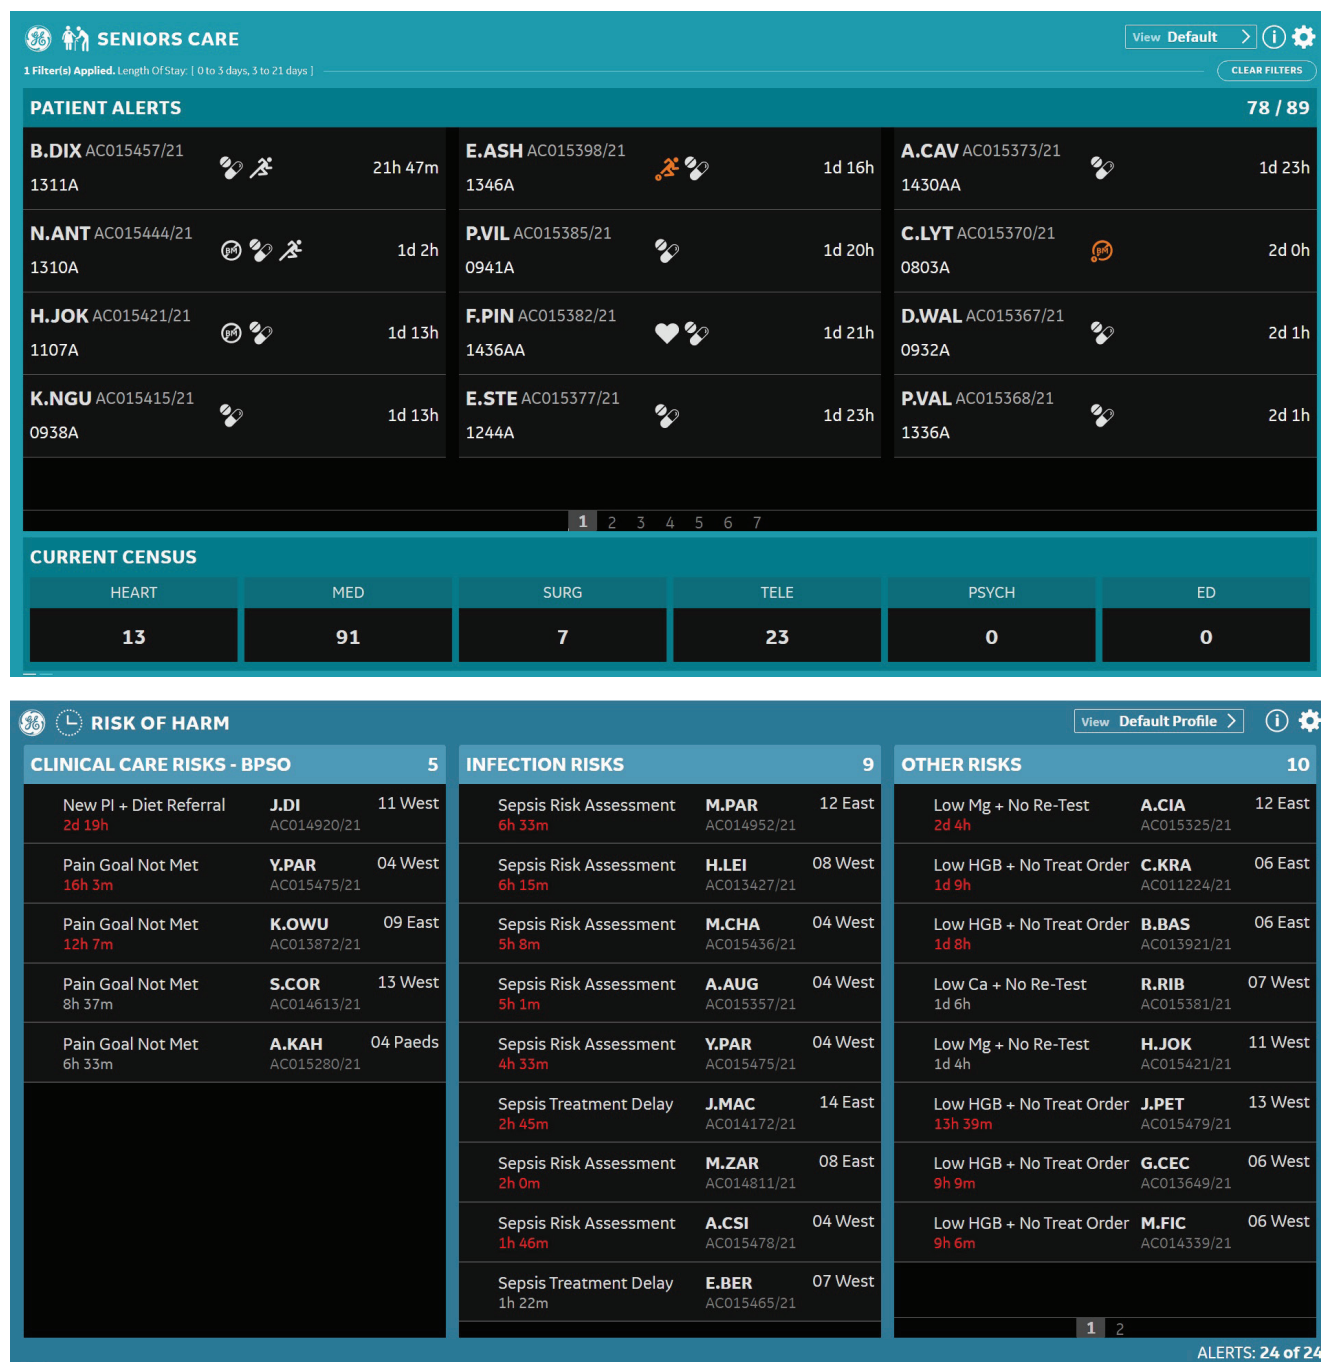 SENIORS CARE
View Default
1 Filter(s) Applied. Length Of Stay: [ 0 to 3 days, 3 to 21 days ]
CLEAR FILTERS
PATIENT ALERTS 78 / 89
B.DIX AC015457/21
1311A
21h 47m
E.ASH AC015398/21
1346A
1d 16h
A.CAV AC015373/21
1430AA
1d 23h
N.ANT AC015444/21
1310A
BM
1d 2h
P.VIL AC015385/21
0941A
1d 20h
C.LYT AC015370/21
0803A
BM
2d 0h
H.JOK AC015421/21
1107A
BM
1d 13h
F.PIN AC015382/21
1436AA
1d 21h
D.WAL AC015367/21
0932A
2d 1h
K.NGU AC015415/21
0938A
1d 13h
E.STE AC015377/21
1244A
1d 23h
P.VAL AC015368/21
1336A
2d 1h
1 2 3 4 5 6 7
CURRENT CENSUS
HEART MED SURG TELE PSYCH ED
13 91 7 23 0 0
RISK OF HARM
View Default Profile
CLINICAL CARE RISKS - BPSO 5
New PI + Diet Referral J.DI 11 West
2d 19h AC014920/21
Pain Goal Not Met Y.PAR 04 West
16h 3m AC015475/21
Pain Goal Not Met K.OWU 09 East
12h 7m AC013872/21
Pain Goal Not Met S.COR 13 West
8h 37m AC014613/21
Pain Goal Not Met A.KAH 04 Paeds
6h 33m AC015280/21
INFECTION RISKS 9
Sepsis Risk Assessment M.PAR 12 East
6h 33m AC014952/21
Sepsis Risk Assessment H.LEI 08 West
6h 15m AC013427/21
Sepsis Risk Assessment M.CHA 04 West
5h 8m AC015436/21
Sepsis Risk Assessment A.AUG 04 West
5h 1m AC015357/21
Sepsis Risk Assessment Y.PAR 04 West
4h 33m AC015475/21
Sepsis Treatment Delay J.MAC 14 East
2h 45m AC014172/21
Sepsis Risk Assessment M.ZAR 08 East
2h 0m AC014811/21
Sepsis Risk Assessment A.CSI 04 West
1h 46m AC015478/21
Sepsis Treatment Delay E.BER 07 West
1h 22m AC015465/21
OTHER RISKS 10
Low Mg + No Re-Test A.CIA 12 East
2d 4h AC015325/21
Low HGB + No Treat Order C.KRA 06 East
1d 9h AC011224/21
Low HGB + No Treat Order B.BAS 06 East
1d 8h AC013921/21
Low Ca + No Re-Test R.RIB 07 West
1d 6h AC015381/21
Low Mg + No Re-Test H.JOK 11 West
1d 4h AC015421/21
Low HGB + No Treat Order J.PET 13 West
13h 39m AC015479/21
Low HGB + No Treat Order G.CEC 06 West
9h 9m AC013649/21
Low HGB + No Treat Order M.FIC 06 West
9h 6m AC014339/21
1 2
ALERTS: 24 of 24